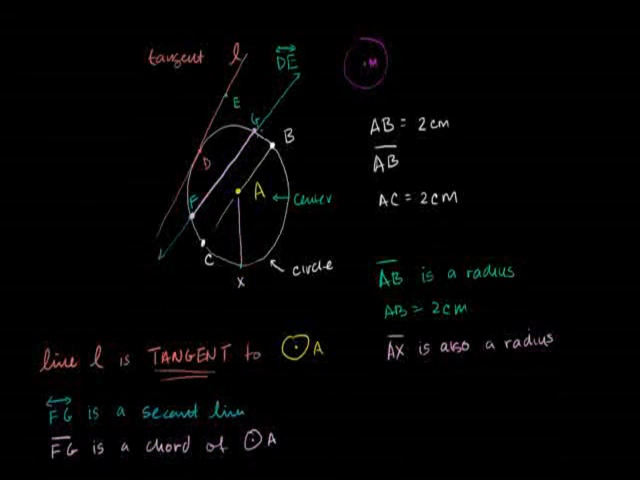 tangent l
DE
M
E
G
B
D
A
F
center
C
X
circle
AB = 2cm
AB
AC = 2cm
AB is a radius
AB = 2cm
AX is also a radius
line l is TANGENT to ⊙A
FG is a second line
FG is a chord of ⊙A